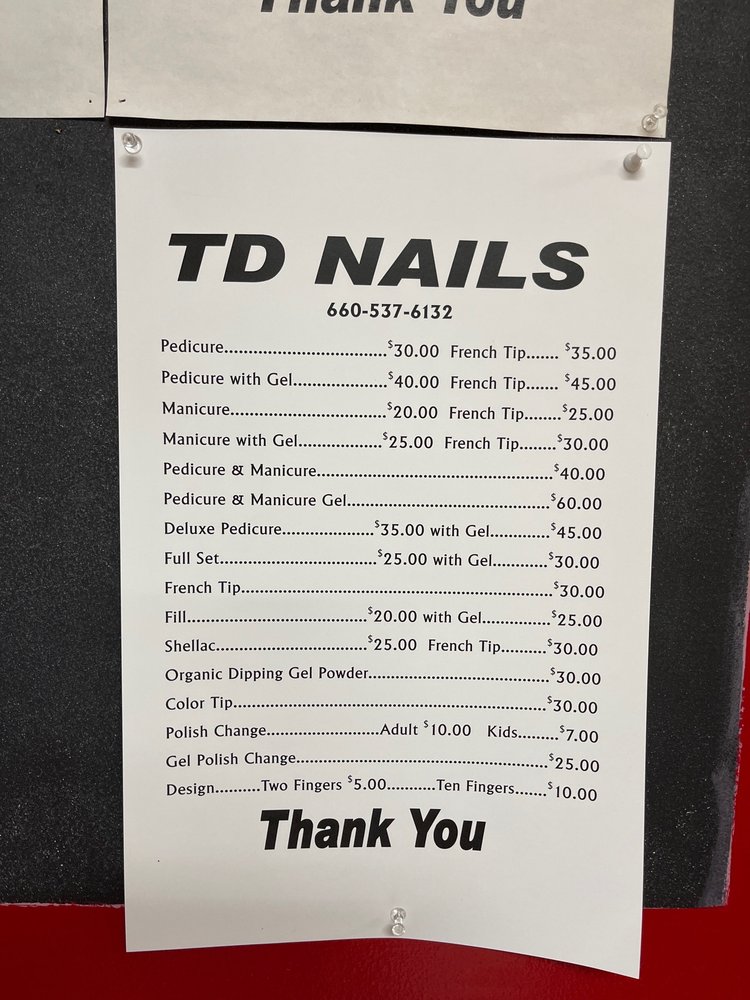 Thank You
TD NAILS
660-537-6132
Pedicure..................................$30.00 French Tip....... $35.00
Pedicure with Gel...................$40.00 French Tip....... $45.00
Manicure................................$20.00 French Tip........$25.00
Manicure with Gel.................$25.00 French Tip........$30.00
Pedicure & Manicure.................................................$40.00
Pedicure & Manicure Gel..........................................$60.00
Deluxe Pedicure...................$35.00 with Gel............$45.00
Full Set.................................$25.00 with Gel...........$30.00
French Tip................................................................$30.00
Fill.....................................$20.00 with Gel..............$25.00
Shellac...............................$25.00 French Tip.........$30.00
Organic Dipping Gel Powder.....................................$30.00
Color Tip.................................................................$30.00
Polish Change.......................Adult $10.00 Kids........$7.00
Gel Polish Change....................................................$25.00
Design..........Two Fingers $5.00..........Ten Fingers.......$10.00
Thank You